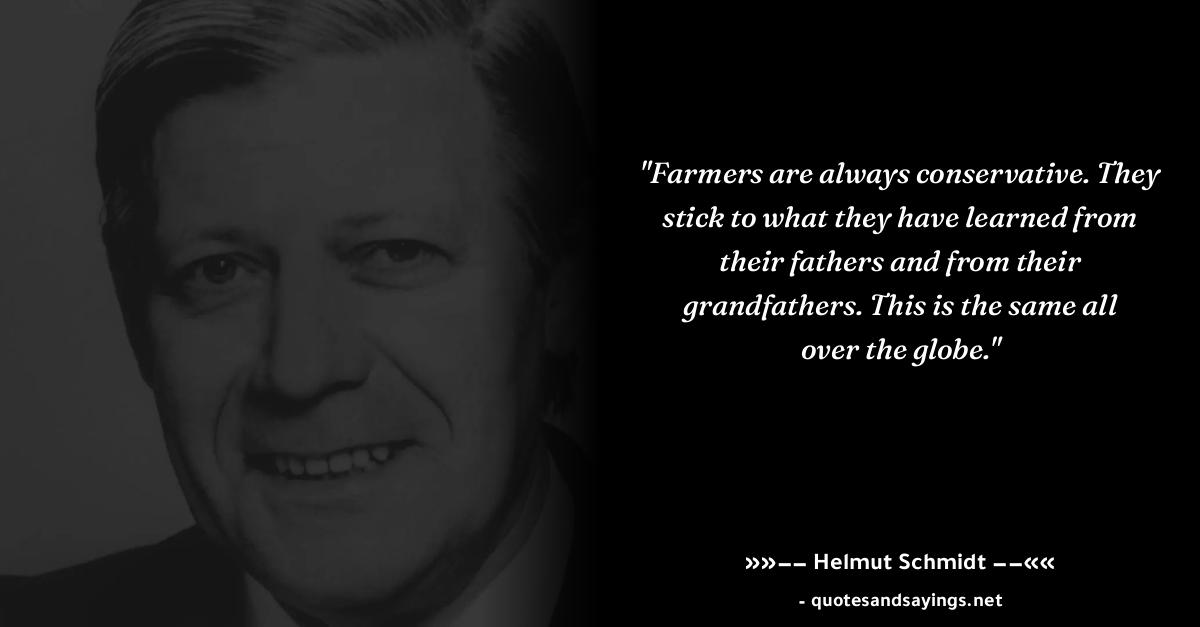 "Farmers are always conservative. They
stick to what they have learned from
their fathers and from their
grandfathers. This is the same all
over the globe."
»»−− Helmut Schmidt −−««
- quotesandsayings.net